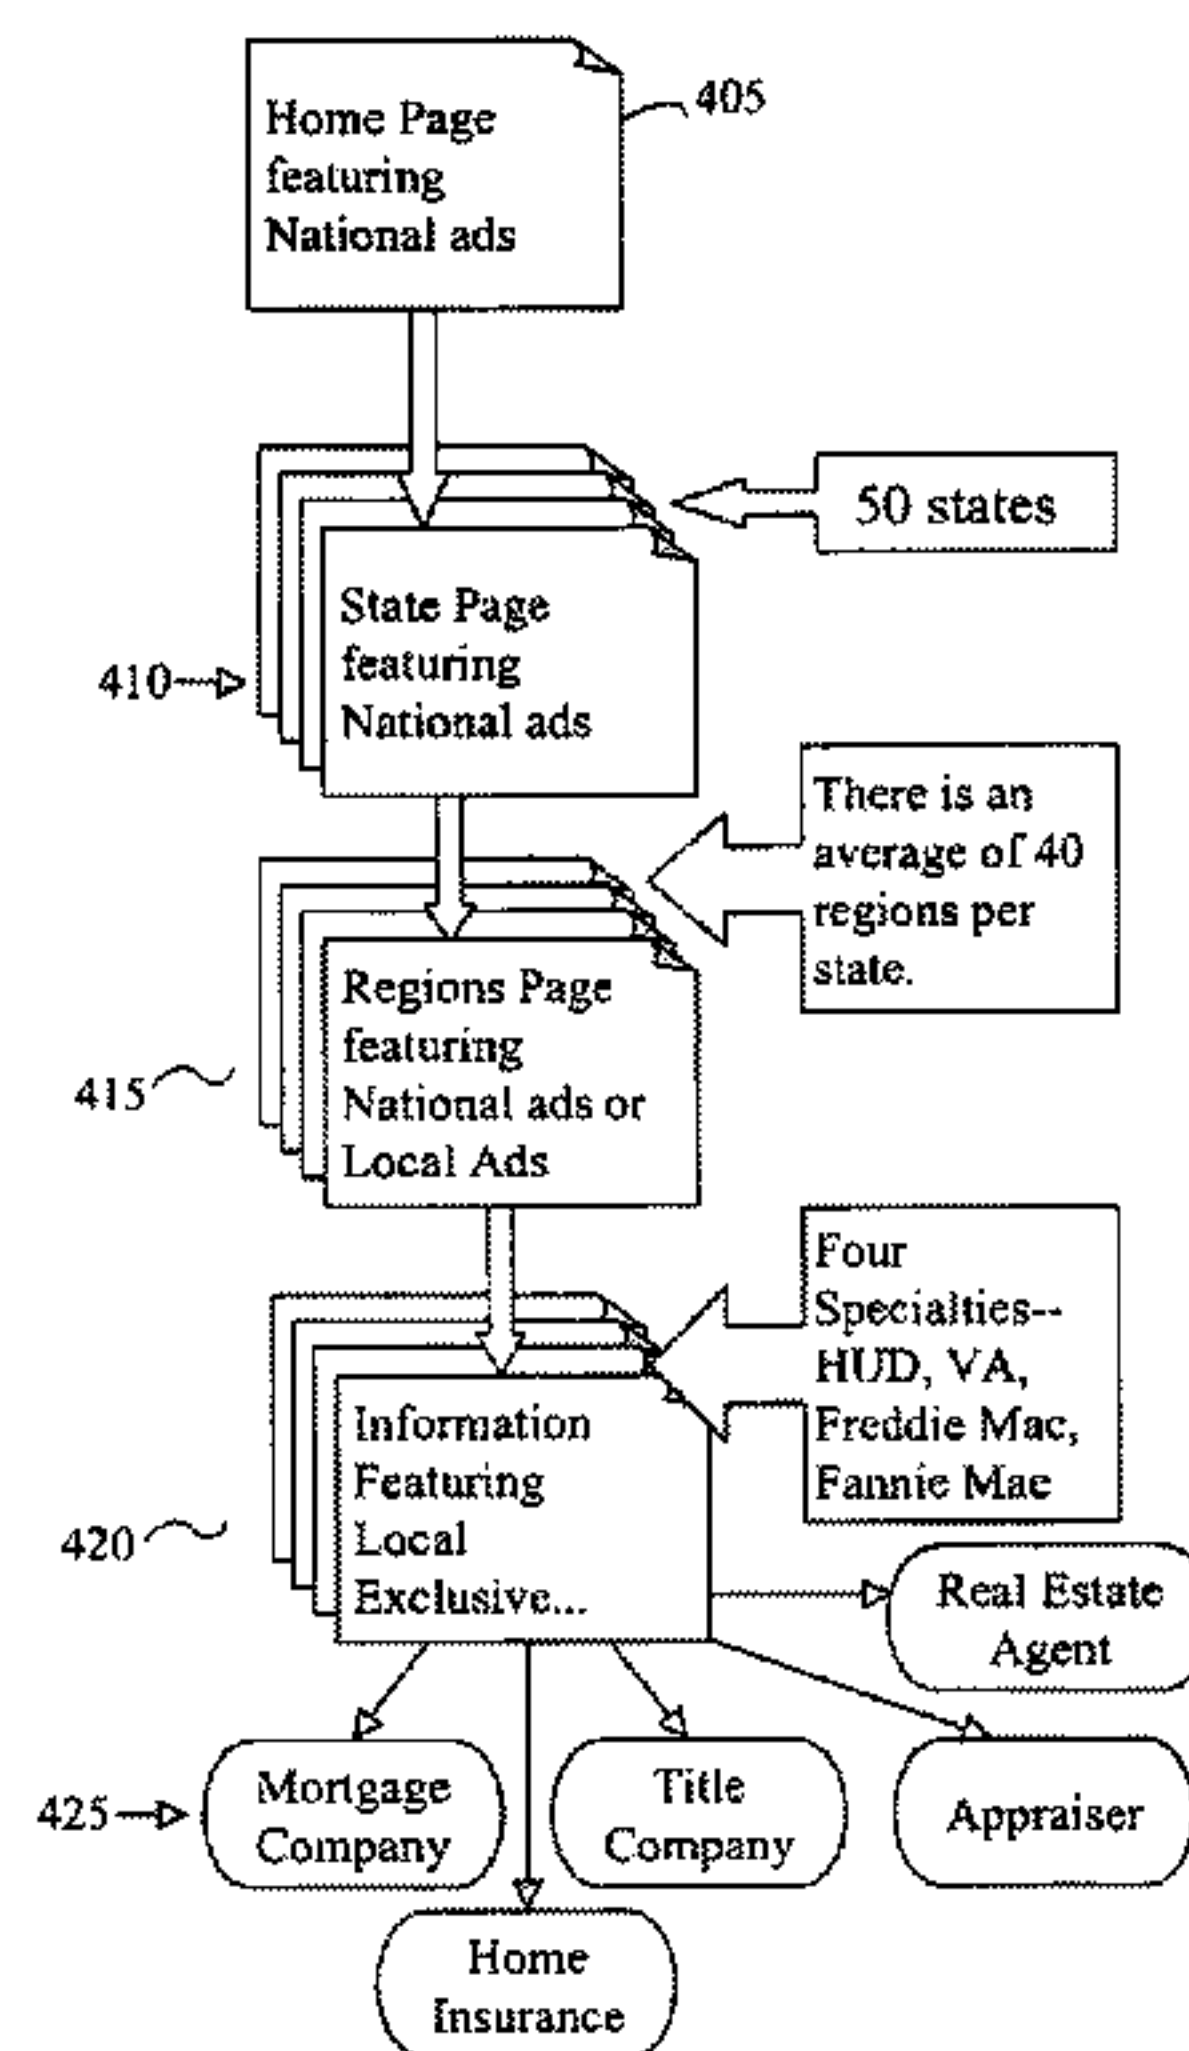 Home Page
featuring
National ads
405
50 states
State Page
featuring
National ads
410
There is an
average of 40
regions per
state.
Regions Page
featuring
National ads or
Local Ads
415
Four
Specialties--
HUD, VA,
Freddie Mac,
Fannie Mae
Information
Featuring
Local
Exclusive...
420
Real Estate
Agent
Mortgage
Company
425
Title
Company
Appraiser
Home
Insurance